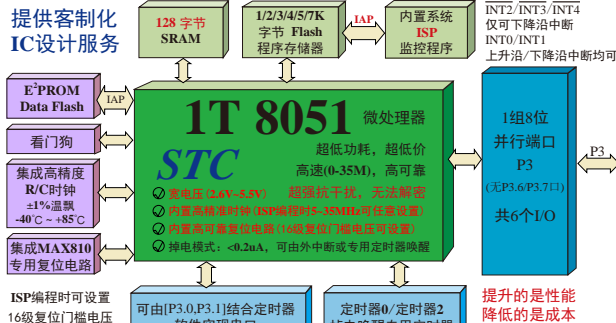 提供客制化
IC设计服务
128 字节
SRAM
1/2/3/4/5/7K
字节 Flash
程序存储器
IAP
内置系统
ISP
监控程序
INT2/INT3/INT4
仅可下降沿中断
INT0/INT1
上升沿/下降沿中断均可
E²PROM
Data Flash
IAP
看门狗
集成高精度
R/C时钟
±1%温飘
-40℃ ~ +85℃
集成MAX810
专用复位电路
1T 8051 微处理器
STC
超低功耗，超低价
高速(0-35M)，高可靠
宽电压(2.6V~5.5V) 超强抗干扰，无法解密
内置高精准时钟(ISP编程时5~35MHz可任意设置)
内置高可靠复位电路(16级复位门槛电压可设置)
掉电模式：<0.2uA，可由外中断或专用定时器唤醒
1组8位
并行端口
P3
(无P3.6/P3.7口)
共6个I/O
P3
ISP编程时可设置
16级复位门槛电压
可由[P3.0,P3.1]结合定时器
定时器0/定时器2
提升的是性能
降低的是成本